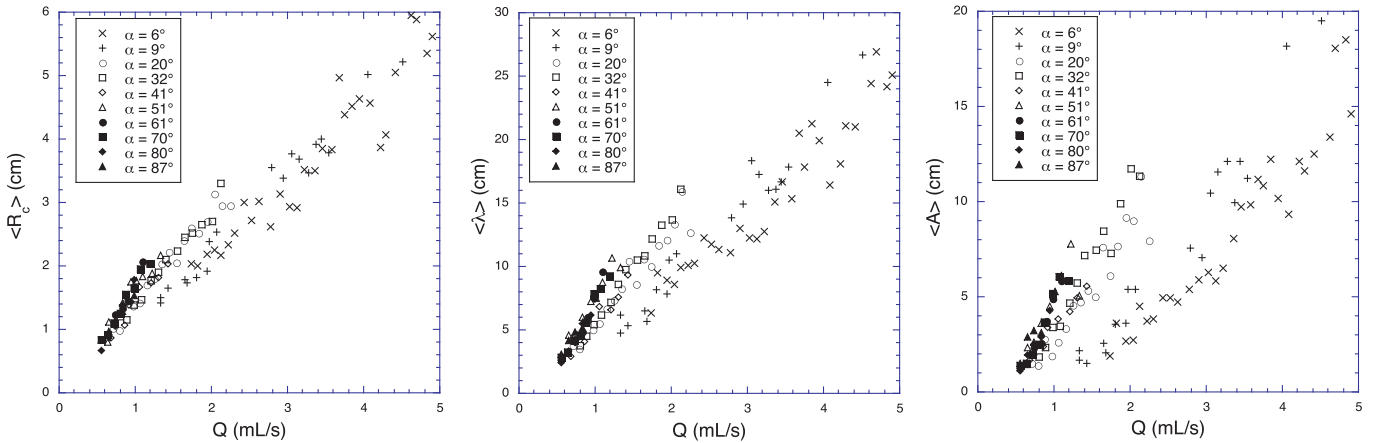 6
5
4
3
2
1
0
<R_c> (cm)
α = 6°
α = 9°
α = 20°
α = 32°
α = 41°
α = 51°
α = 61°
α = 70°
α = 80°
α = 87°
0 1 2 3 4 5
Q (mL/s)
30
25
20
15
10
5
0
<λ> (cm)
α = 6°
α = 9°
α = 20°
α = 32°
α = 41°
α = 51°
α = 61°
α = 70°
α = 80°
α = 87°
0 1 2 3 4 5
Q (mL/s)
20
15
10
5
0
<A> (cm)
α = 6°
α = 9°
α = 20°
α = 32°
α = 41°
α = 51°
α = 61°
α = 70°
α = 80°
α = 87°
0 1 2 3 4 5
Q (mL/s)